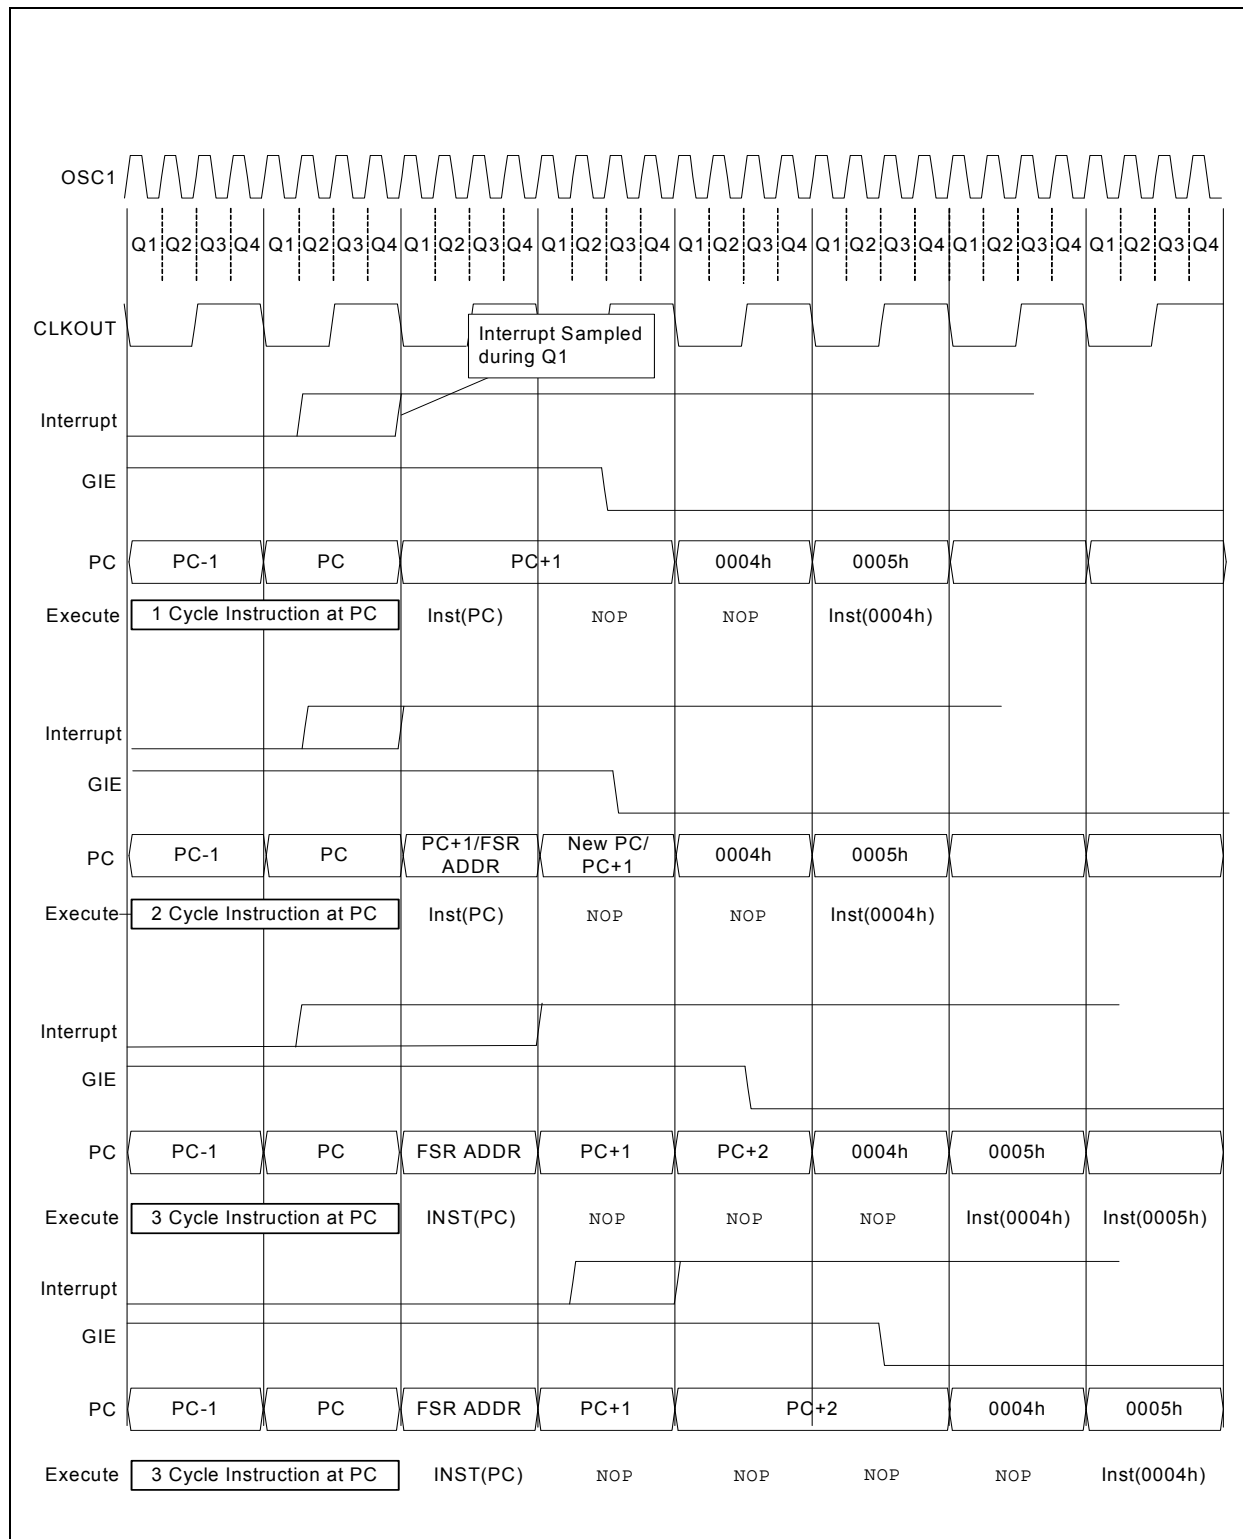 OSC1
Q1 Q2 Q3 Q4 Q1 Q2 Q3 Q4 Q1 Q2 Q3 Q4 Q1 Q2 Q3 Q4 Q1 Q2 Q3 Q4 Q1 Q2 Q3 Q4 Q1 Q2 Q3 Q4 Q1 Q2 Q3 Q4
CLKOUT
Interrupt Sampled
during Q1
Interrupt
GIE
PC PC-1 PC PC+1 0004h 0005h
Execute 1 Cycle Instruction at PC Inst(PC) NOP NOP Inst(0004h)
Interrupt
GIE
PC PC-1 PC PC+1/FSR ADDR New PC/ PC+1 0004h 0005h
Execute 2 Cycle Instruction at PC Inst(PC) NOP NOP Inst(0004h)
Interrupt
GIE
PC PC-1 PC FSR ADDR PC+1 PC+2 0004h 0005h
Execute 3 Cycle Instruction at PC INST(PC) NOP NOP NOP Inst(0004h) Inst(0005h)
Interrupt
GIE
PC PC-1 PC FSR ADDR PC+1 PC+2 0004h 0005h
Execute 3 Cycle Instruction at PC INST(PC) NOP NOP NOP NOP Inst(0004h)